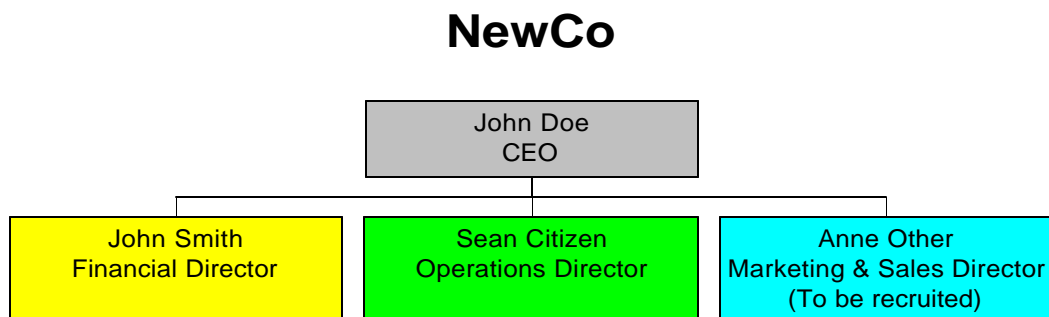 NewCo
John Doe
CEO
John Smith
Financial Director
Sean Citizen
Operations Director
Anne Other
Marketing & Sales Director
(To be recruited)